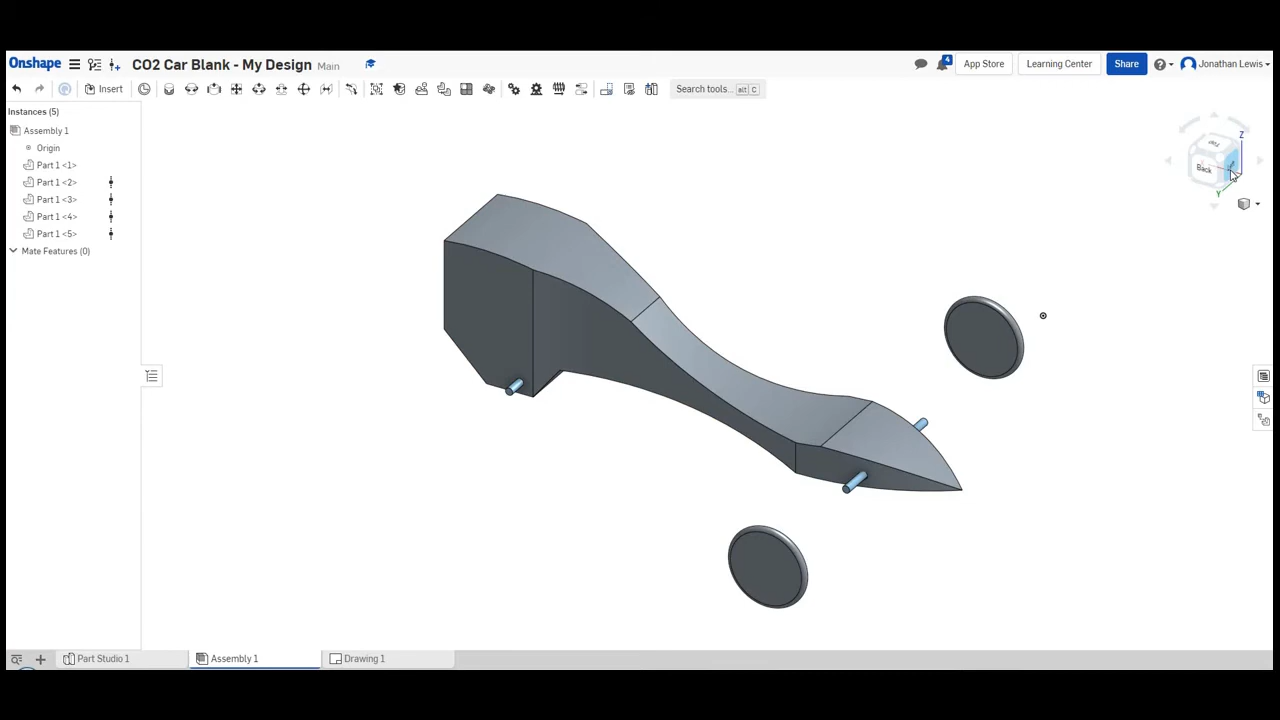 Onshape CO2 Car Blank - My Design Main 4 App Store Learning Center Share Jonathan Lewis
Insert Search tools... alt C
Instances (5)
Assembly 1
Origin
Part 1 <1>
Part 1 <2>
Part 1 <3>
Part 1 <4>
Part 1 <5>
Mate Features (0)
Z
Back
Y
Part Studio 1 Assembly 1 Drawing 1